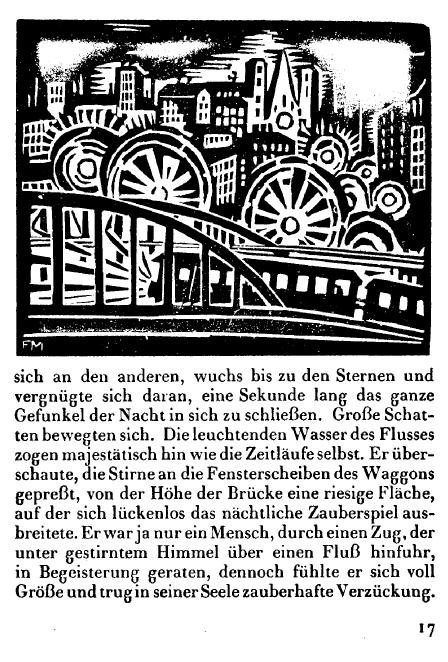 FM
sich an den anderen, wuchs bis zu den Sternen und
vergnügte sich daran, eine Sekunde lang das ganze
Gefunkel der Nacht in sich zu schließen. Große Schat-
ten bewegten sich. Die leuchtenden Wasser des Flusses
zogen majestätisch hin wie die Zeitläufe selbst. Er über-
schaute, die Stirne an die Fensterscheiben des Waggons
gepreßt, von der Höhe der Brücke eine riesige Fläche,
auf der sich lückenlos das nächtliche Zauberspiel aus-
breitete. Er war ja nur ein Mensch, durch einen Zug, der
unter gestirntem Himmel über einen Fluß hinfuhr,
in Begeisterung geraten, dennoch fühlte er sich voll
Größe und trug in seiner Seele zauberhafte Verzückung.
17